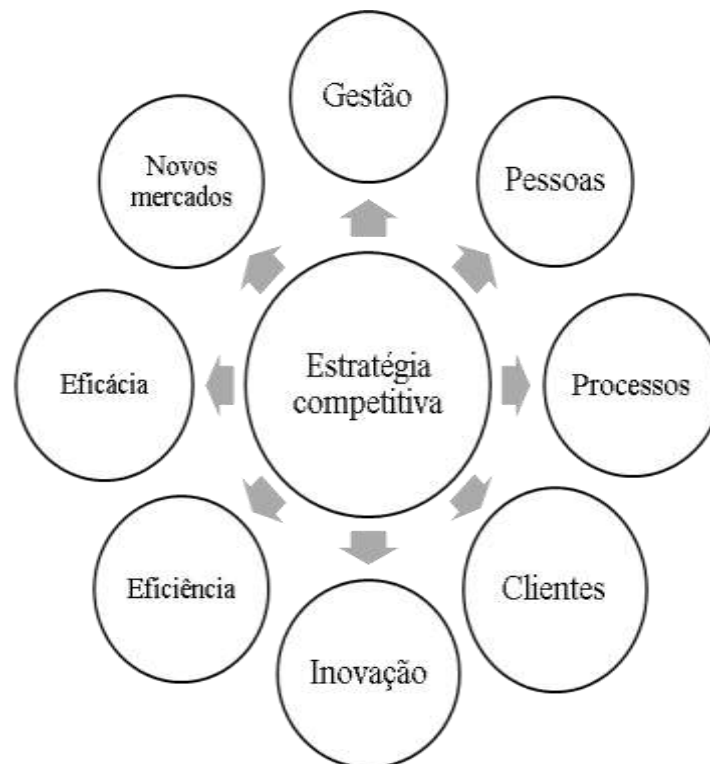 Gestão
Pessoas
Novos
mercados
Estratégia
competitiva
Eficácia
Processos
Eficiência
Clientes
Inovação